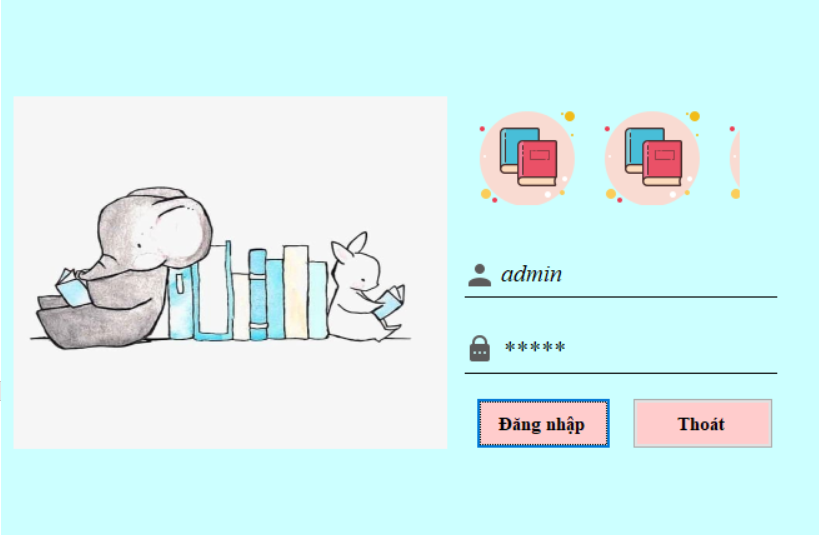 admin
*****
Đăng nhập
Thoát